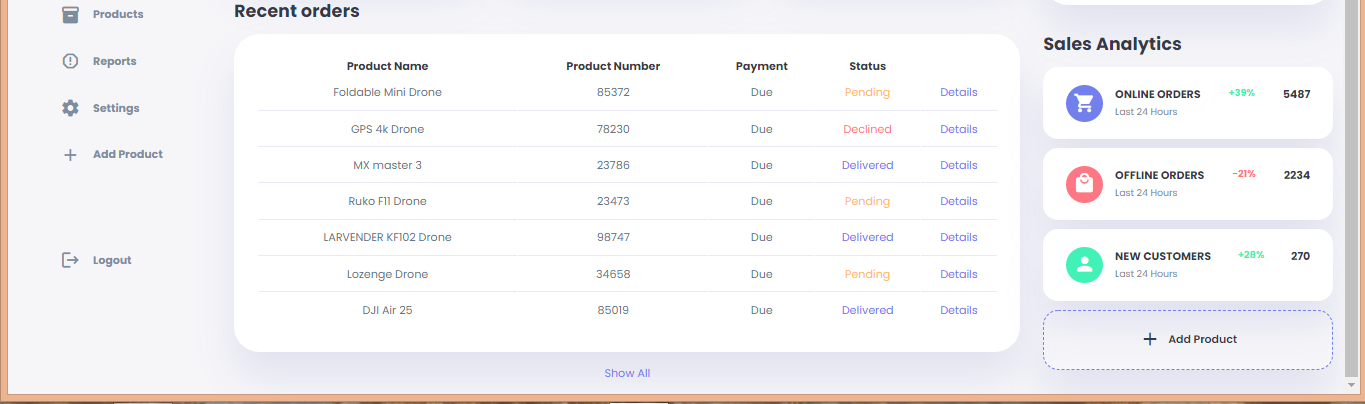 Products
Reports
Settings
Add Product
Logout
Recent orders
Product Name Product Number Payment Status
Foldable Mini Drone 85372 Due Pending Details
GPS 4k Drone 78230 Due Declined Details
MX master 3 23786 Due Delivered Details
Ruko F11 Drone 23473 Due Pending Details
LARVENDER KF102 Drone 98747 Due Delivered Details
Lozenge Drone 34658 Due Pending Details
DJI Air 25 85019 Due Delivered Details
Show All
Sales Analytics
ONLINE ORDERS +39% 5487
Last 24 Hours
OFFLINE ORDERS -21% 2234
Last 24 Hours
NEW CUSTOMERS +28% 270
Last 24 Hours
Add Product